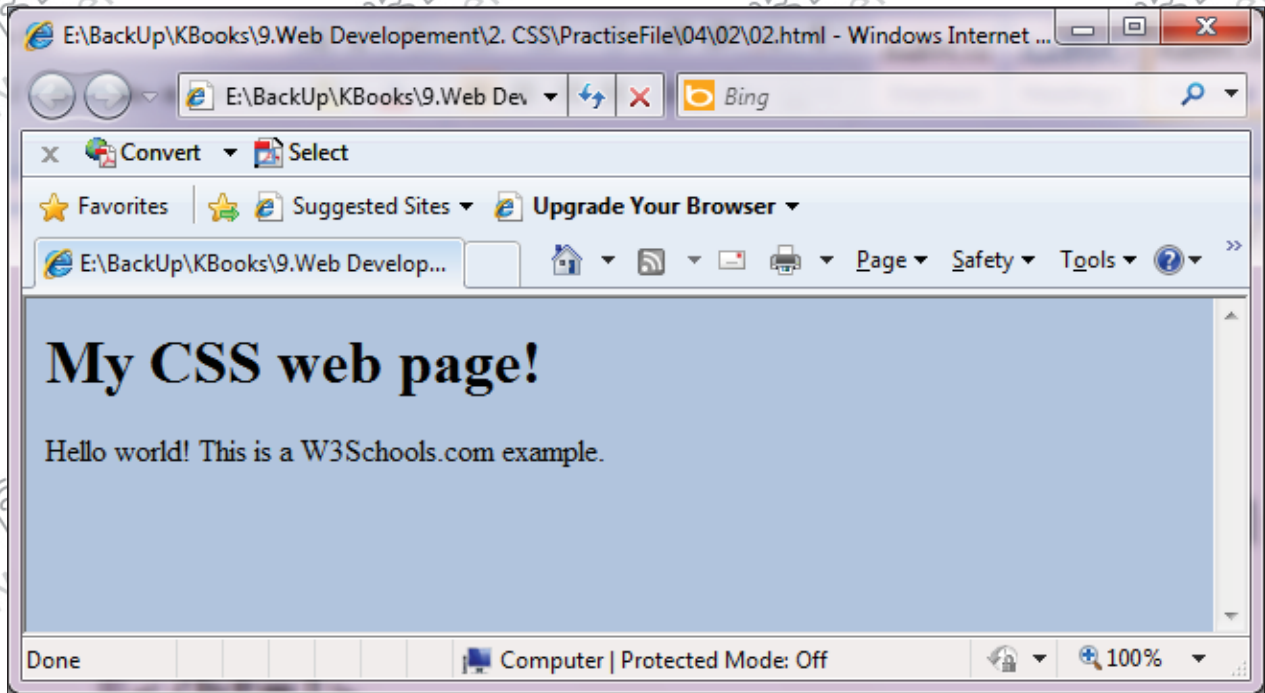 E:\BackUp\KBooks\9.Web Developement\2. CSS\PractiseFile\04\02\02.html - Windows Internet ...
E:\BackUp\KBooks\9.Web Dev
Bing
x Convert Select
Favorites Suggested Sites Upgrade Your Browser
E:\BackUp\KBooks\9.Web Develop... Page Safety Tools »
My CSS web page!
Hello world! This is a W3Schools.com example.
Done Computer | Protected Mode: Off 100%